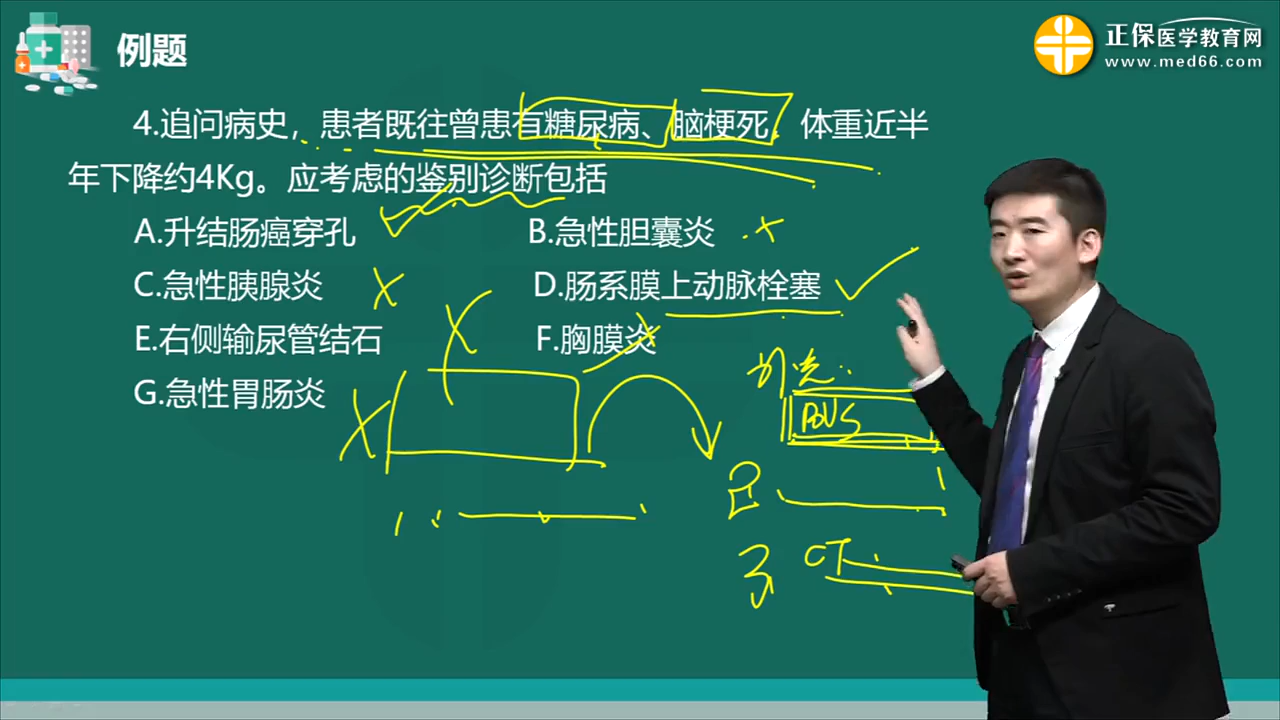 例题
正保医学教育网
www.med66.com
4.追问病史，患者既往曾患有糖尿病、脑梗死，体重近半
年下降约4Kg。应考虑的鉴别诊断包括
A.升结肠癌穿孔 B.急性胆囊炎
C.急性胰腺炎 D.肠系膜上动脉栓塞
E.右侧输尿管结石 F.胸膜炎
G.急性胃肠炎
CT